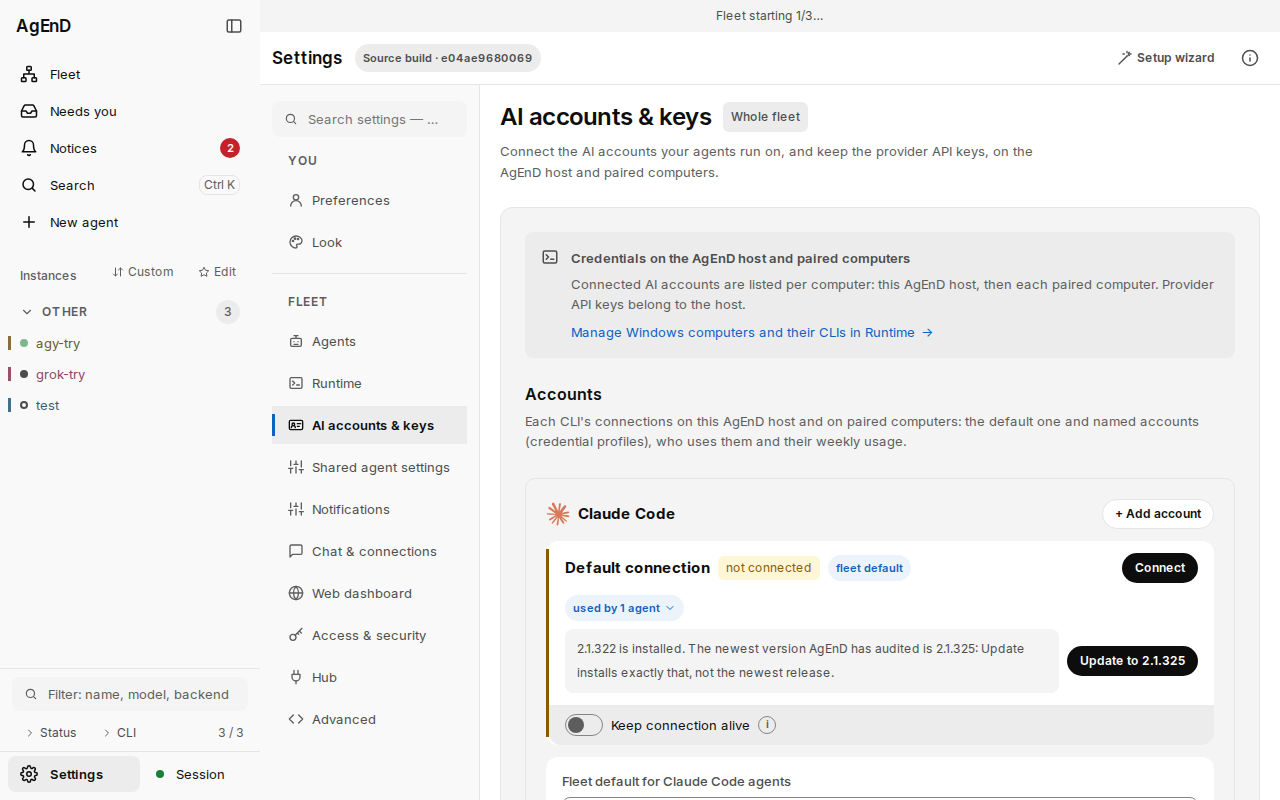 AgEnD
Fleet
Needs you
Notices
2
Search
Ctrl K
New agent
Instances
Custom
Edit
OTHER
3
agy-try
grok-try
test
Filter: name, model, backend
Status
CLI
3 / 3
Settings
Session
Fleet starting 1/3...
Settings
Source build · e04ae9680069
Setup wizard
Search settings — ...
YOU
Preferences
Look
FLEET
Agents
Runtime
AI accounts & keys
Shared agent settings
Notifications
Chat & connections
Web dashboard
Access & security
Hub
Advanced
AI accounts & keys
Whole fleet
Connect the AI accounts your agents run on, and keep the provider API keys, on the
AgEnD host and paired computers.
Credentials on the AgEnD host and paired computers
Connected AI accounts are listed per computer: this AgEnD host, then each paired computer. Provider
API keys belong to the host.
Manage Windows computers and their CLIs in Runtime →
Accounts
Each CLI's connections on this AgEnD host and on paired computers: the default one and named accounts
(credential profiles), who uses them and their weekly usage.
Claude Code
+ Add account
Default connection
not connected
fleet default
Connect
used by 1 agent
2.1.322 is installed. The newest version AgEnD has audited is 2.1.325: Update
installs exactly that, not the newest release.
Update to 2.1.325
Keep connection alive
Fleet default for Claude Code agents